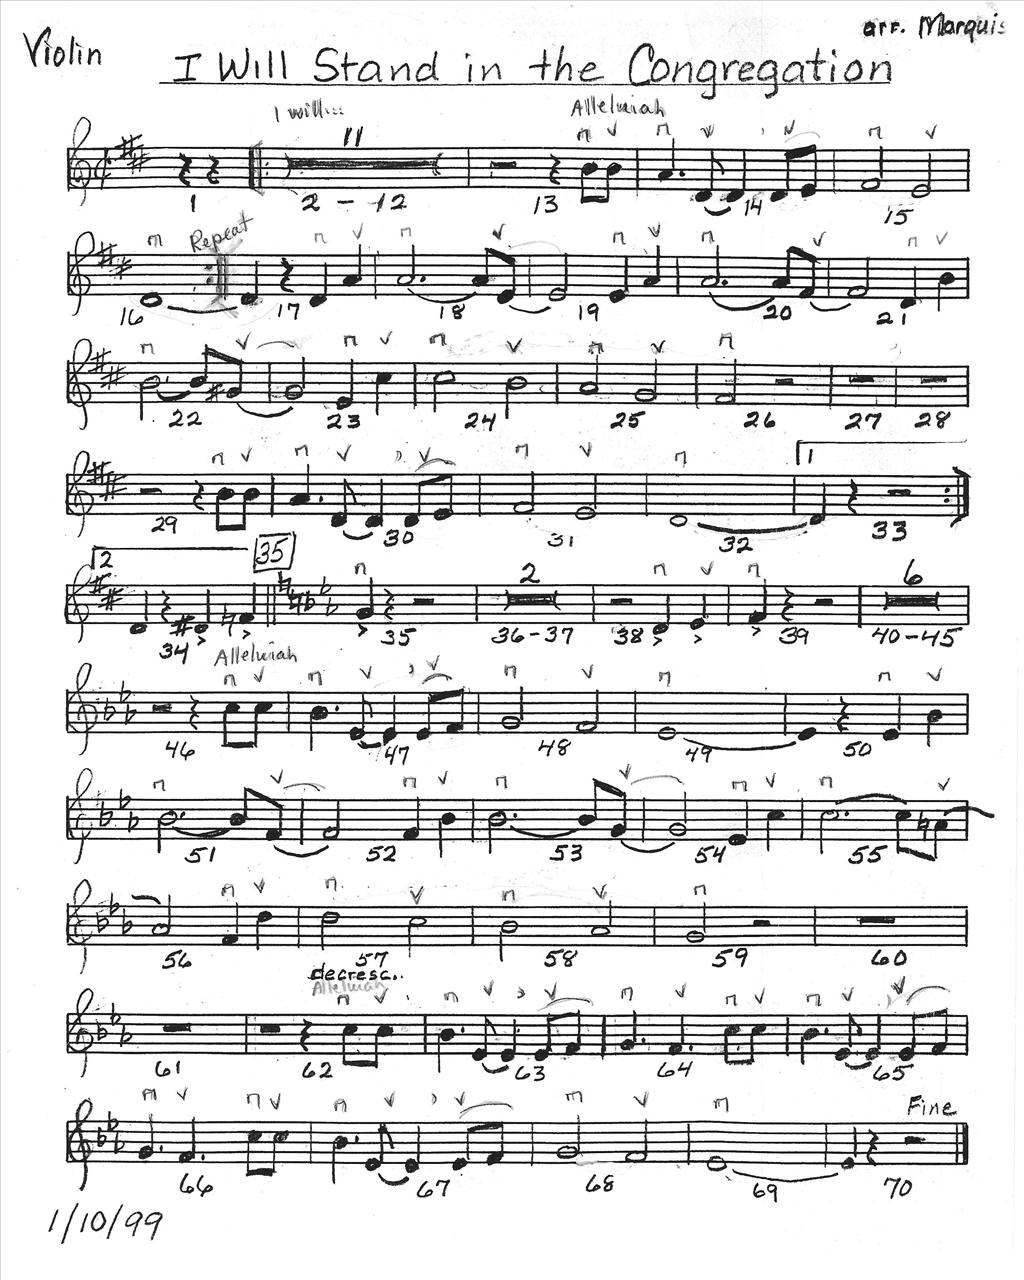 Violin
arr. Marquis
I Will Stand in the Congregation
I will... Alleluiah
11
1 2 - 12 13 14 15
Repeat
16 17 18 19 20 21
22 23 24 25 26 27 28
1
29 30 31 32 33
2 35 2 6
34 35 36-37 38 39 40-45
Alleluiah
46 47 48 49 50
51 52 53 54 55
56 57 58 59 60
decresc..
Alleluiah
61 62 63 64 65
Fine
66 67 68 69 70
1/10/99